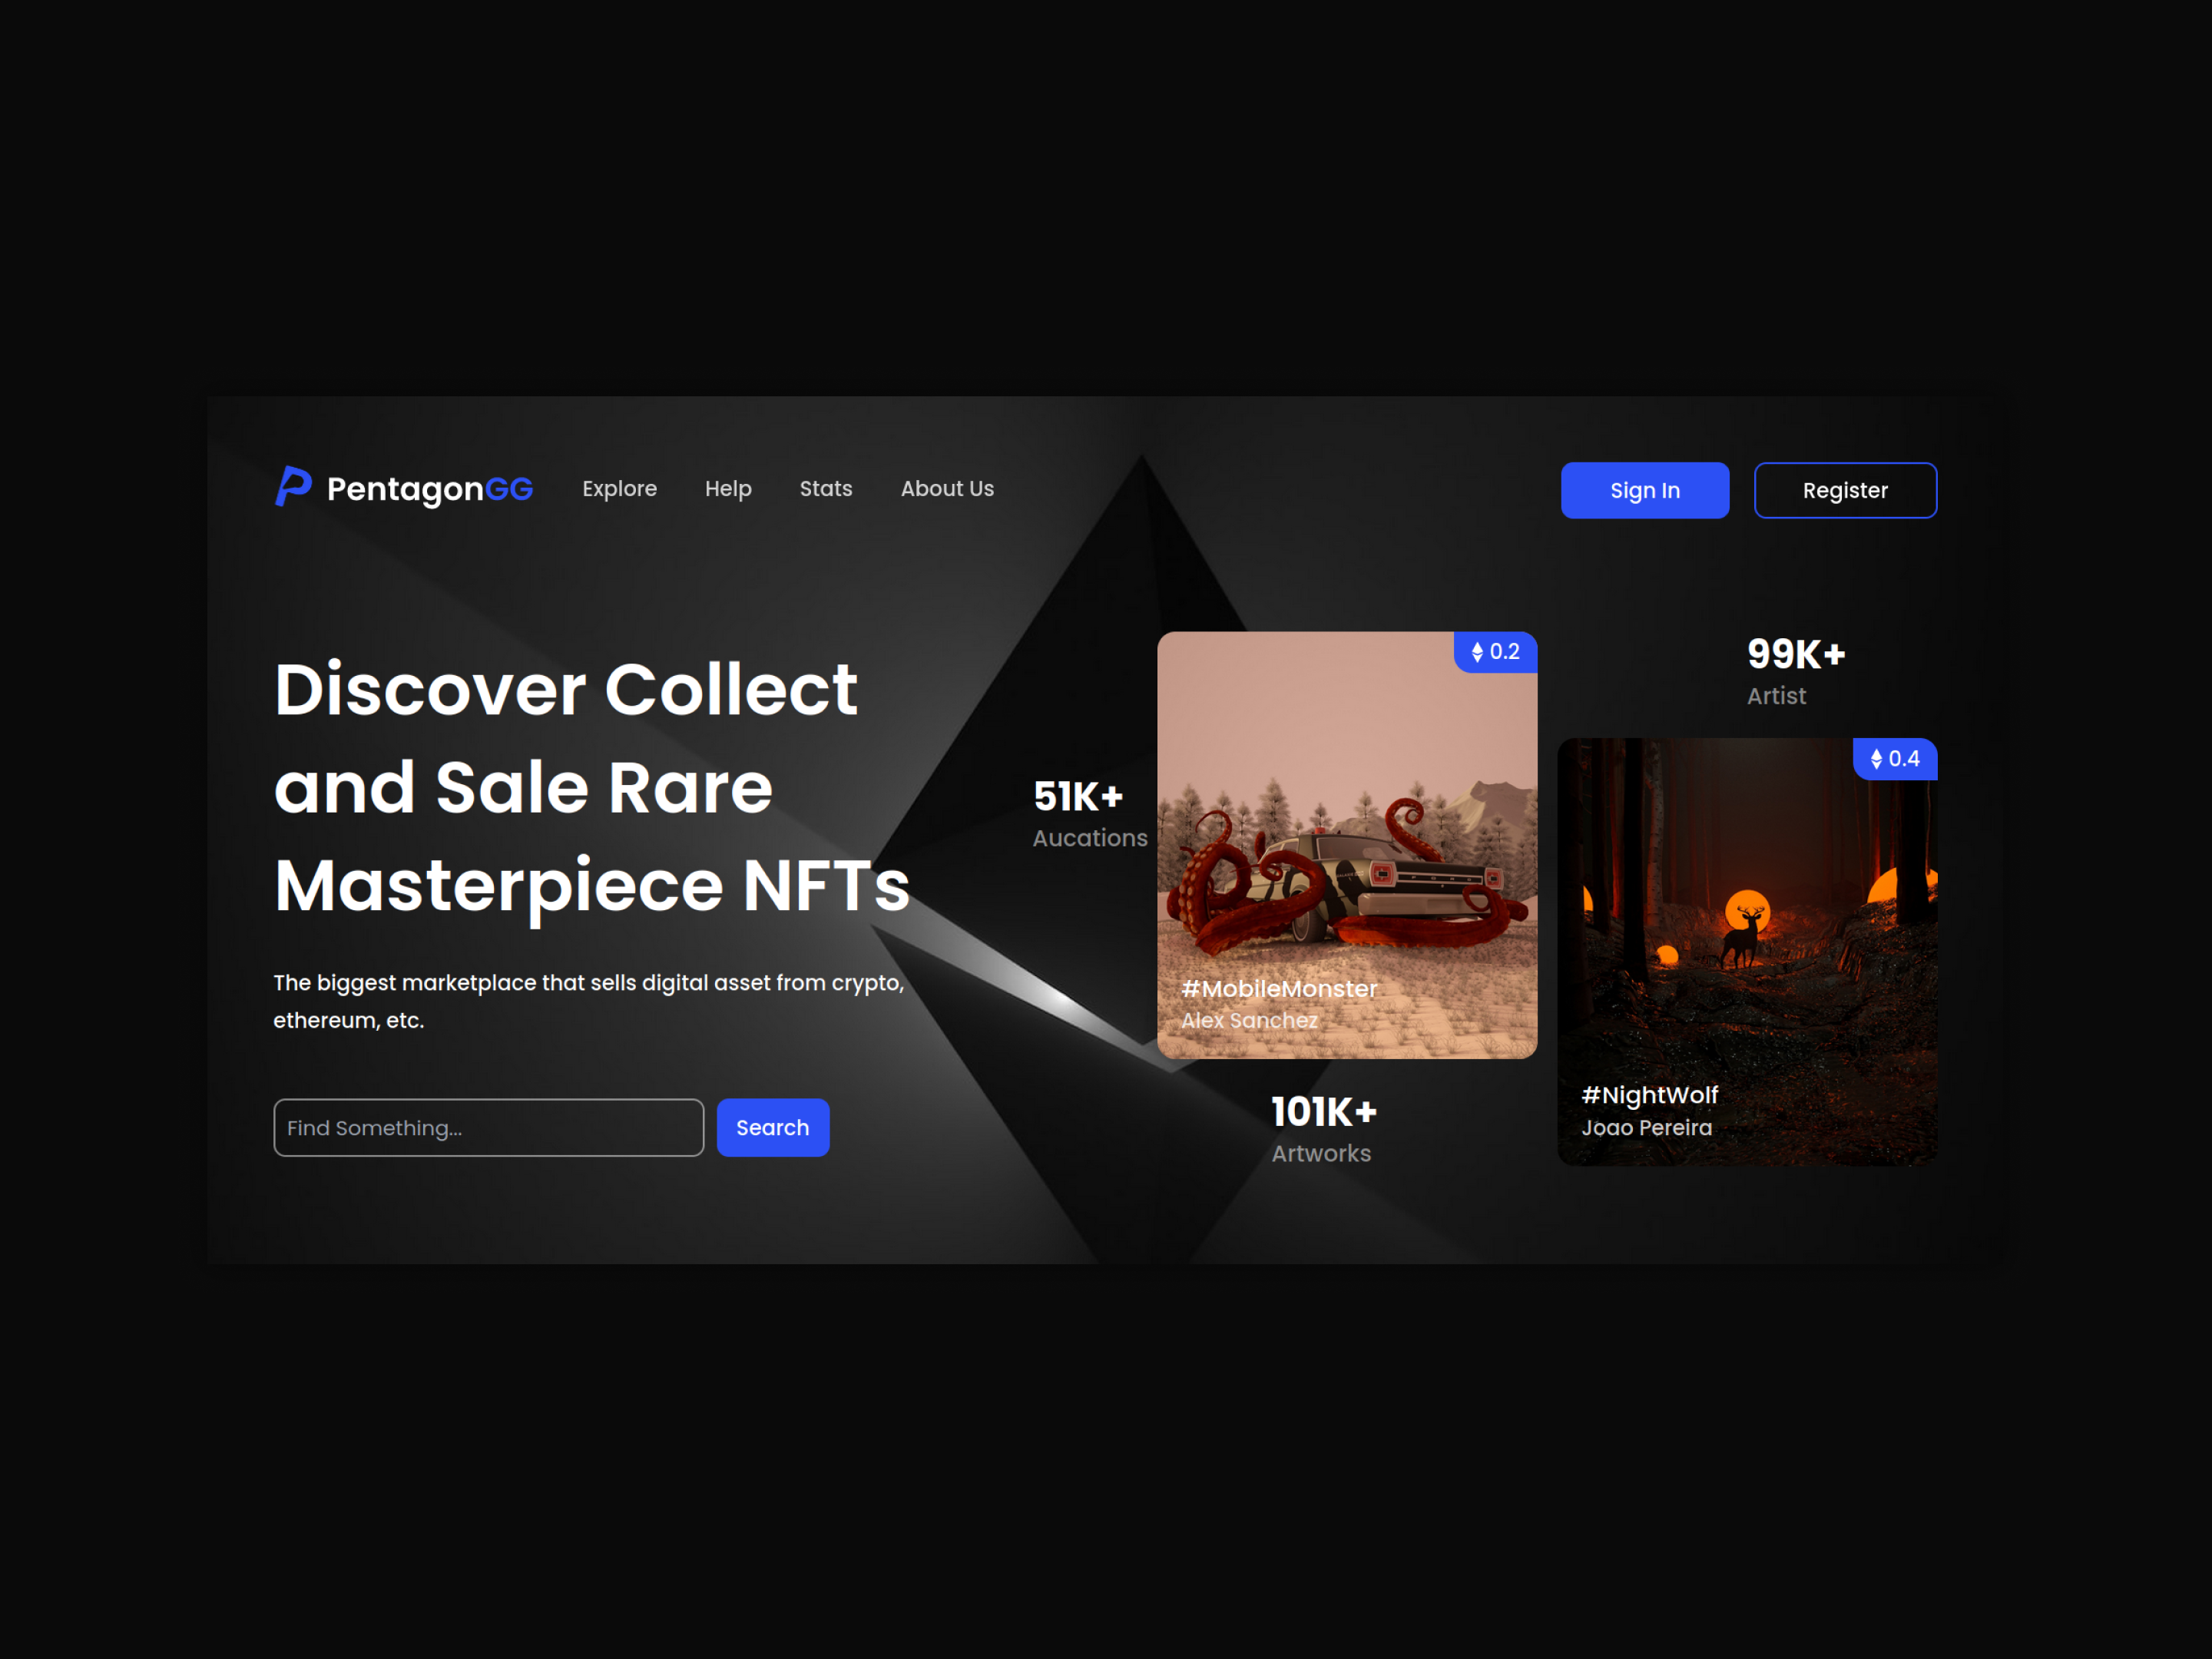 PentagonGG
Explore
Help
Stats
About Us
Sign In
Register
Discover Collect
and Sale Rare
Masterpiece NFTs
The biggest marketplace that sells digital asset from crypto,
ethereum, etc.
Find Something...
Search
51K+
Aucations
0.2
#MobileMonster
Alex Sanchez
101K+
Artworks
99K+
Artist
0.4
#NightWolf
Joao Pereira